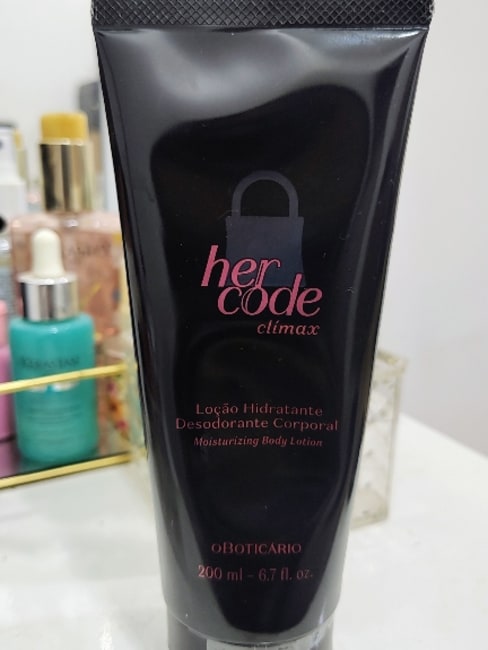 her
code
clímax
Loção Hidratante
Desodorante Corporal
Moisturizing Body Lotion
oBOTICÁRIO
200 ml - 6.7 fl. oz.